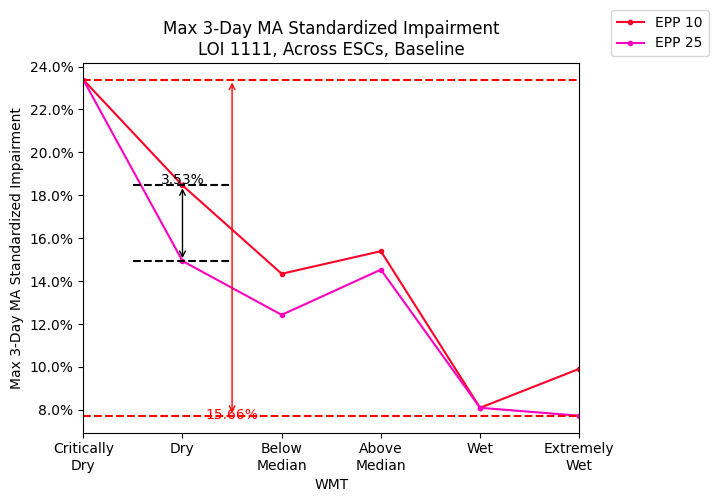 Max 3-Day MA Standardized Impairment
LOI 1111, Across ESCs, Baseline
EPP 10
EPP 25
Max 3-Day MA Standardized Impairment
24.0%
22.0%
20.0%
18.0%
16.0%
14.0%
12.0%
10.0%
8.0%
3.53%
15.66%
Critically
Dry
Dry
Below
Median
Above
Median
Wet
Extremely
Wet
WMT